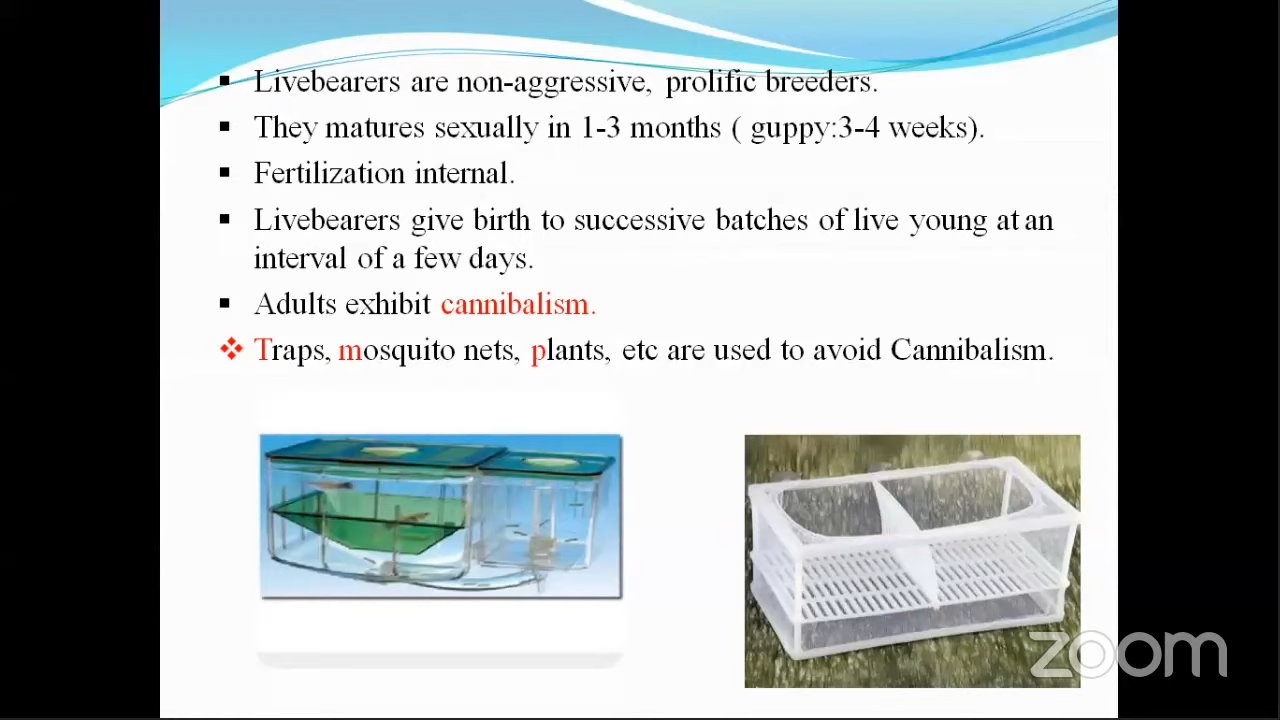 ▪ Livebearers are non-aggressive, prolific breeders.
▪ They matures sexually in 1-3 months ( guppy:3-4 weeks).
▪ Fertilization internal.
▪ Livebearers give birth to successive batches of live young at an
interval of a few days.
▪ Adults exhibit cannibalism.
❖ Traps, mosquito nets, plants, etc are used to avoid Cannibalism.
zoom